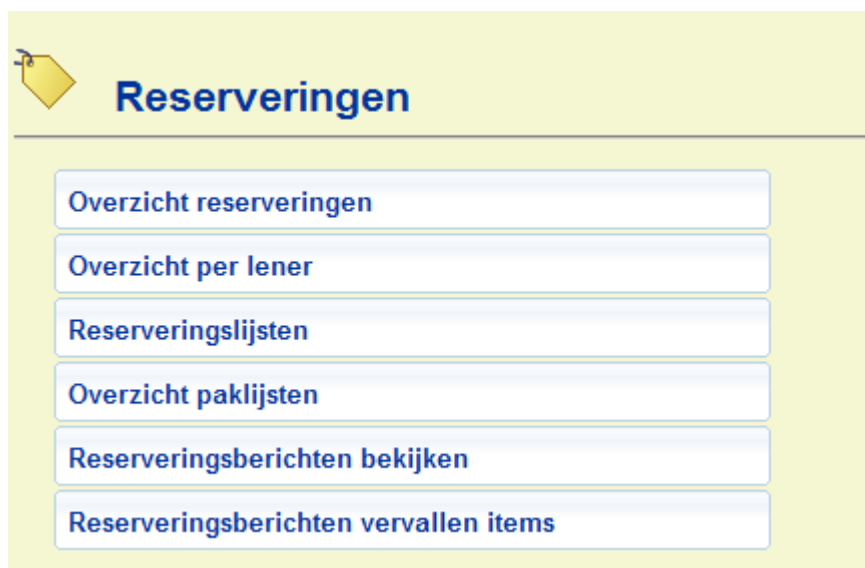 Reserveringen
Overzicht reserveringen
Overzicht per lener
Reserveringslijsten
Overzicht paklijsten
Reserveringsberichten bekijken
Reserveringsberichten vervallen items